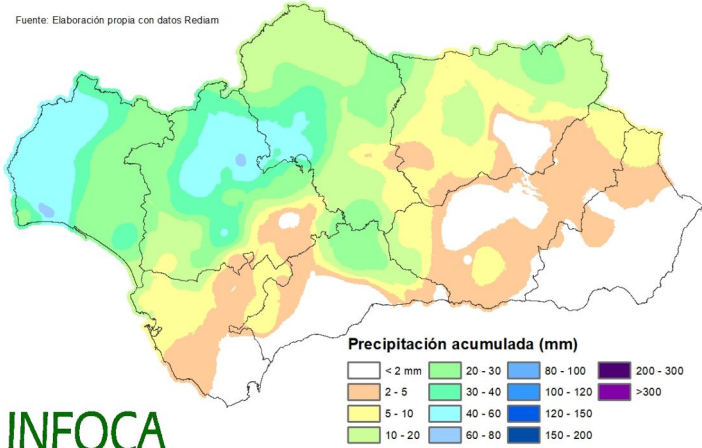 Fuente: Elaboración propia con datos Rediam
Precipitación acumulada (mm)
< 2 mm
2 - 5
5 - 10
10 - 20
20 - 30
30 - 40
40 - 60
60 - 80
80 - 100
100 - 120
120 - 150
150 - 200
200 - 300
>300
INFOCA